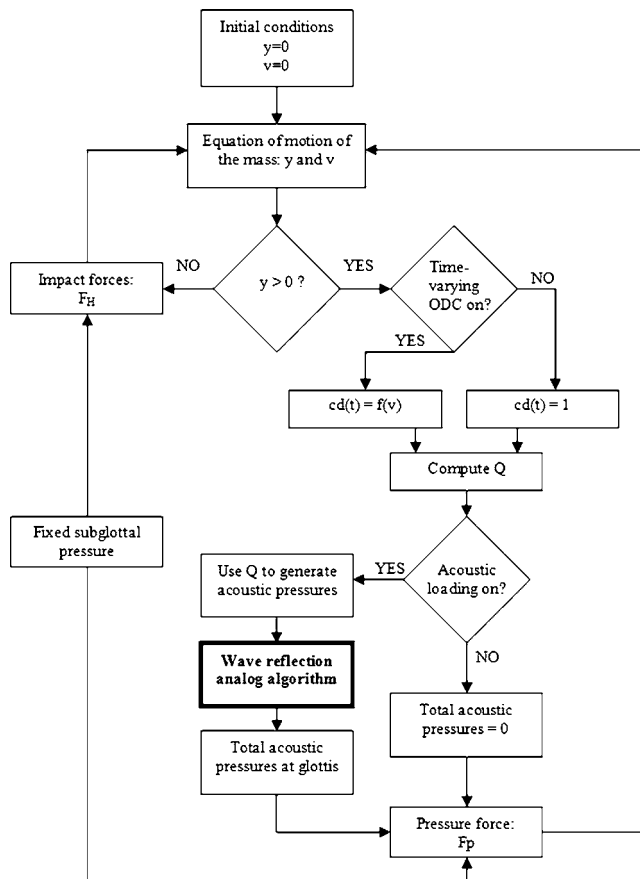 Initial conditions
y=0
v=0
Equation of motion of
the mass: y and v
NO
y > 0 ?
YES
Time-
varying
ODC on?
NO
Impact forces:
FH
YES
cd(t) = f(v)
cd(t) = 1
Compute Q
Fixed subglottal
pressure
Use Q to generate
acoustic pressures
YES
Acoustic
loading on?
Wave reflection
analog algorithm
NO
Total acoustic
pressures = 0
Total acoustic
pressures at glottis
Pressure force:
Fp